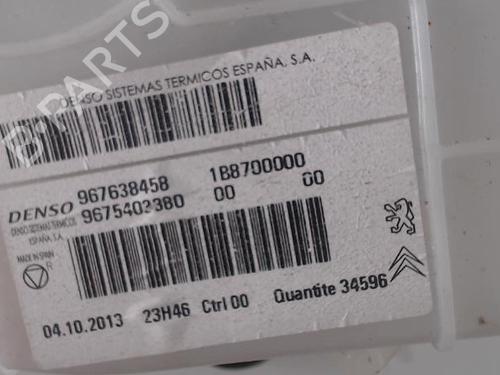 B-PARTS
DENSO SISTEMAS TERMICOS ESPAÑA, S.A.
DENSO 967638458 1B8700000
DENSO SISTEMAS TERMICOS 9675402380 00 00
ESPAÑA, S.A.
MADE IN SPAIN R
04.10.2013 23H46 Ctrl 00 Quantite 34596